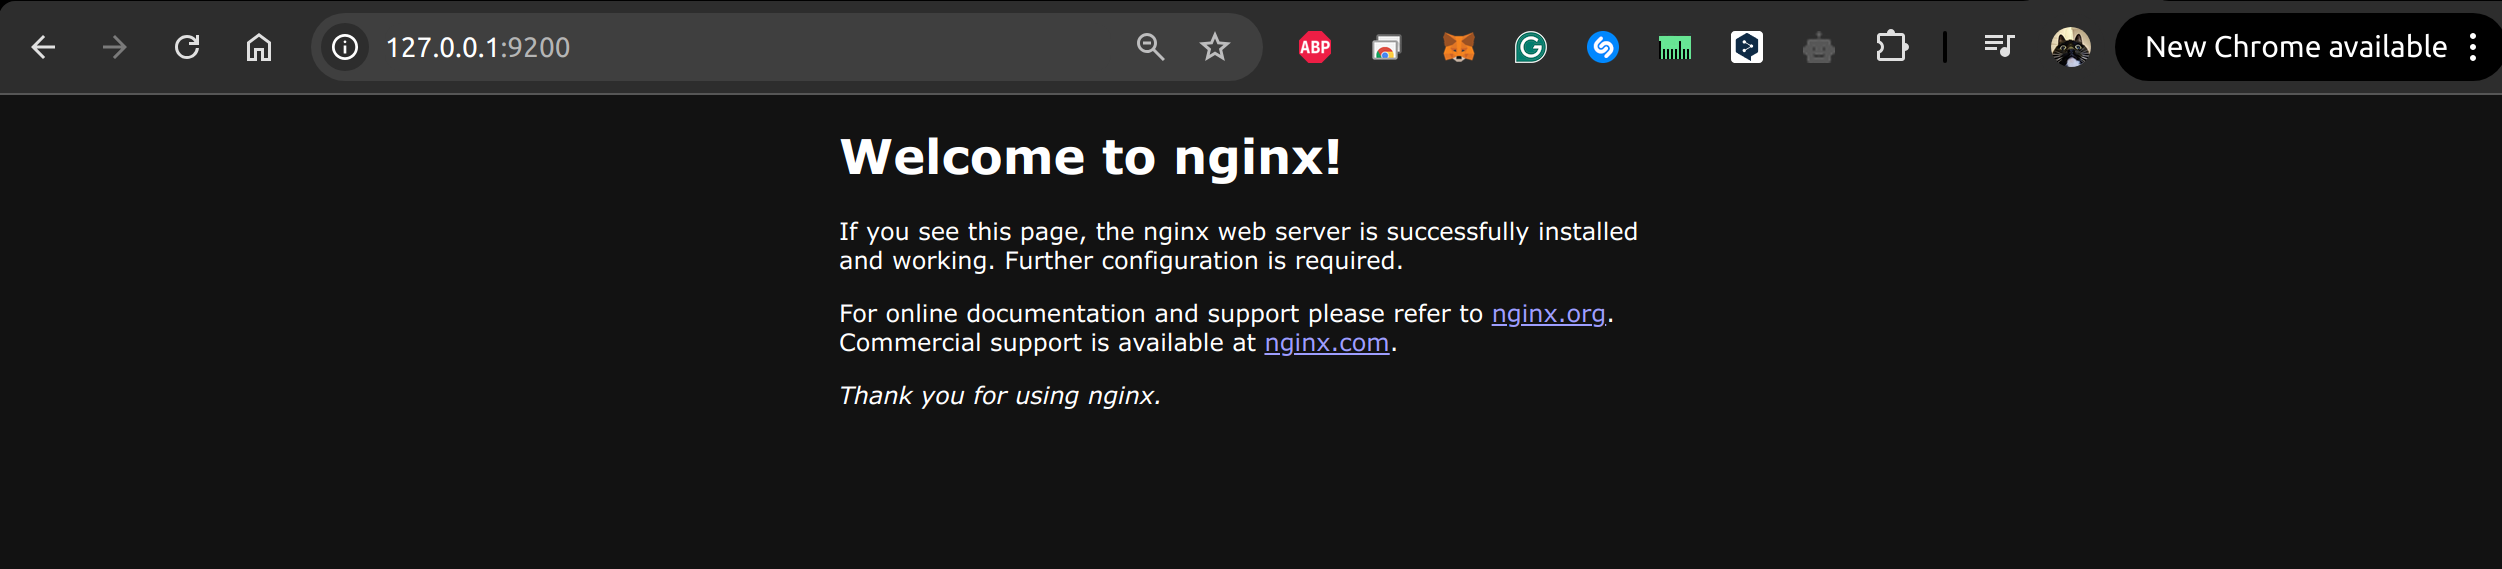 127.0.0.1:9200
ABP
New Chrome available
Welcome to nginx!
If you see this page, the nginx web server is successfully installed
and working. Further configuration is required.
For online documentation and support please refer to nginx.org.
Commercial support is available at nginx.com.
Thank you for using nginx.